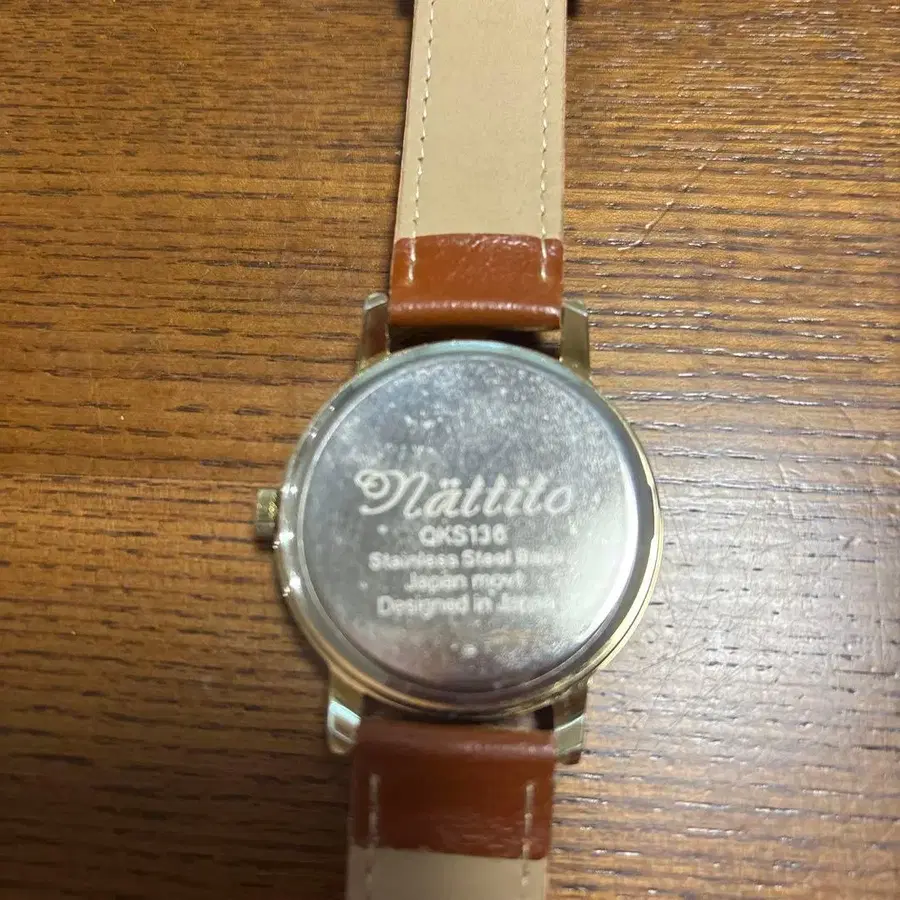 Nättito
QKS136
Stainless Steel Back
Japan movt
Designed in Japan